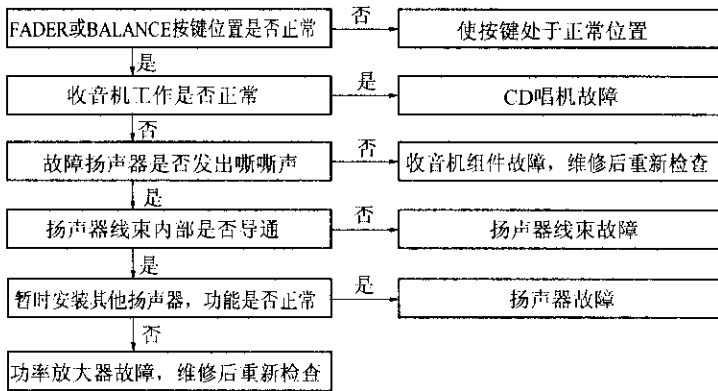 FADER或BALANCE按键位置是否正常
否
使按键处于正常位置
是
收音机工作是否正常
是
CD唱机故障
否
故障扬声器是否发出嘶嘶声
否
收音机组件故障，维修后重新检查
是
扬声器线束内部是否导通
否
扬声器线束故障
是
暂时安装其他扬声器，功能是否正常
是
扬声器故障
否
功率放大器故障，维修后重新检查